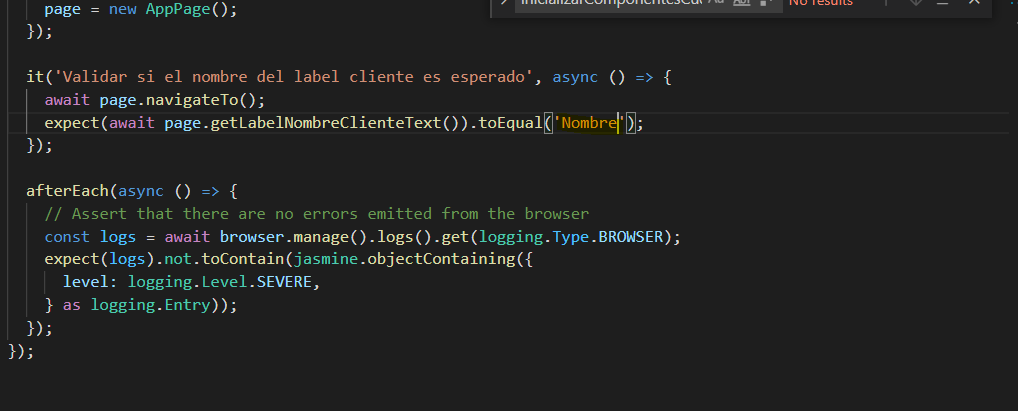 page = new AppPage();
No results
});
it('Validar si el nombre del label cliente es esperado', async () => {
await page.navigateTo();
expect(await page.getLabelNombreClienteText()).toEqual('Nombre');
});
afterEach(async () => {
// Assert that there are no errors emitted from the browser
const logs = await browser.manage().logs().get(logging.Type.BROWSER);
expect(logs).not.toContain(jasmine.objectContaining({
level: logging.Level.SEVERE,
} as logging.Entry));
});
});